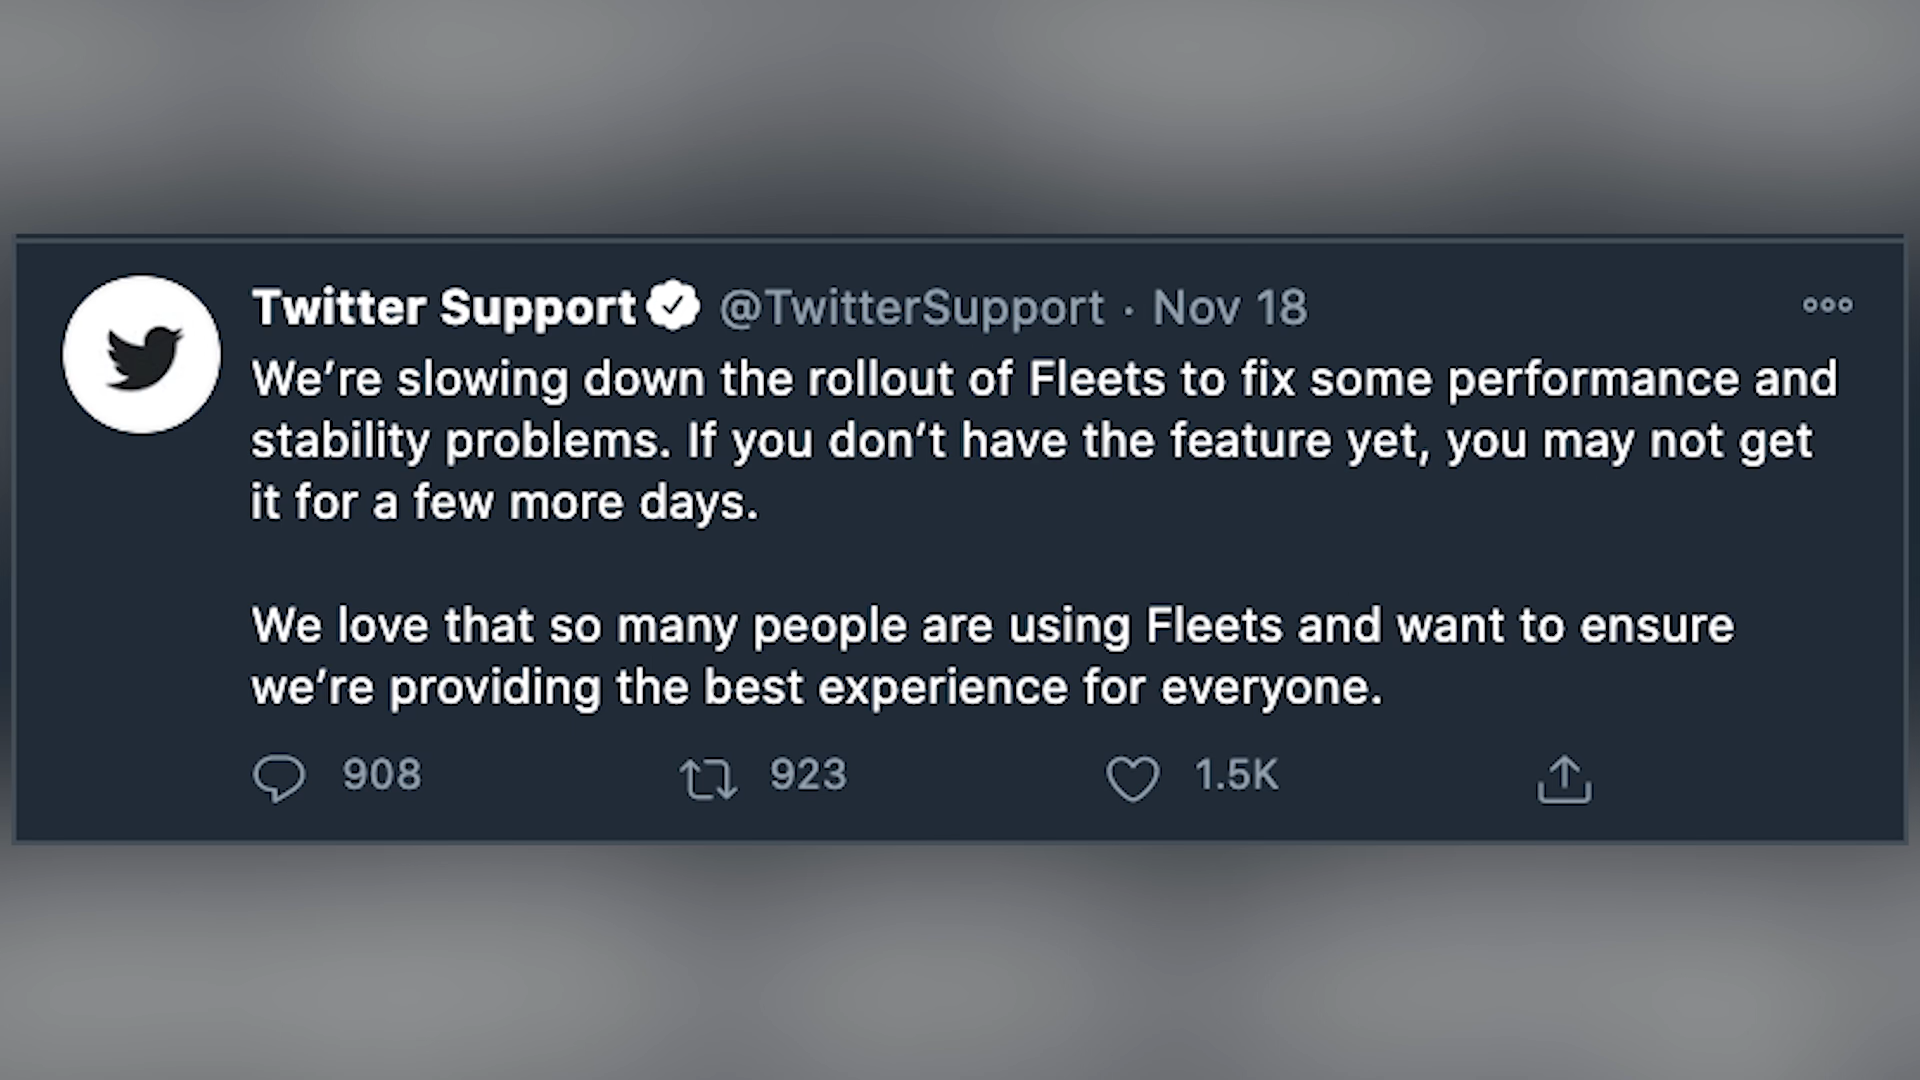 Twitter Support @TwitterSupport · Nov 18
We’re slowing down the rollout of Fleets to fix some performance and
stability problems. If you don’t have the feature yet, you may not get
it for a few more days.
We love that so many people are using Fleets and want to ensure
we’re providing the best experience for everyone.
908 923 1.5K